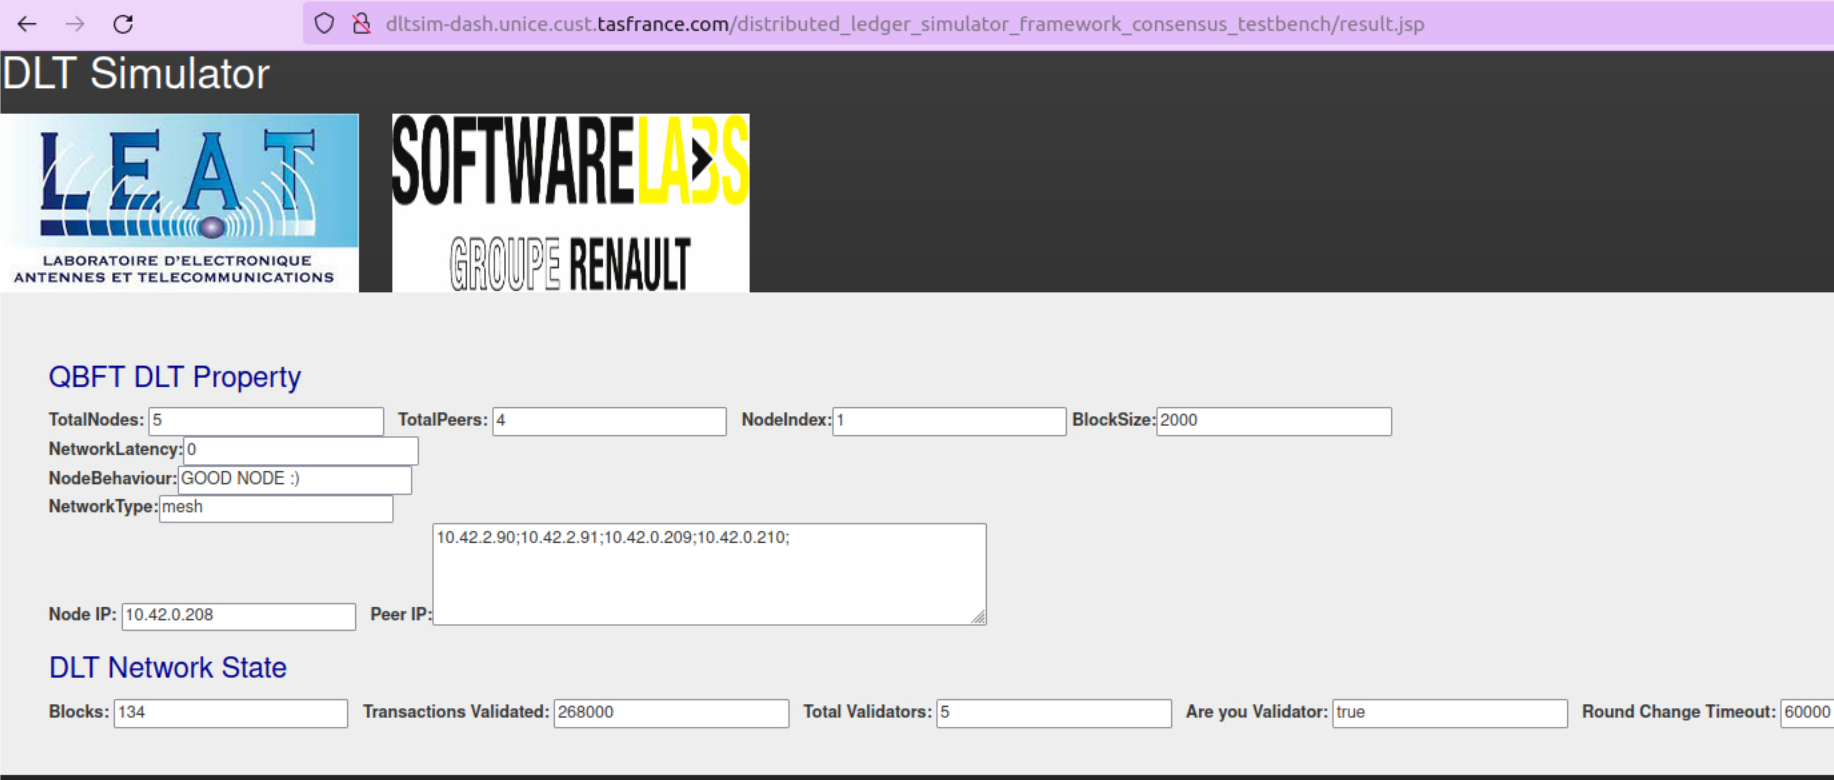 dltsim-dash.unice.cust.tasfrance.com/distributed_ledger_simulator_framework_consensus_testbench/result.jsp
DLT Simulator
LEAT
LABORATOIRE D'ELECTRONIQUE
ANTENNES ET TELECOMMUNICATIONS
SOFTWARELABS
GROUPE RENAULT
QBFT DLT Property
TotalNodes: 5 TotalPeers: 4 NodeIndex: 1 BlockSize: 2000
NetworkLatency: 0
NodeBehaviour: GOOD NODE :)
NetworkType: mesh
10.42.2.90;10.42.2.91;10.42.0.209;10.42.0.210;
Node IP: 10.42.0.208 Peer IP:
DLT Network State
Blocks: 134 Transactions Validated: 268000 Total Validators: 5 Are you Validator: true Round Change Timeout: 60000